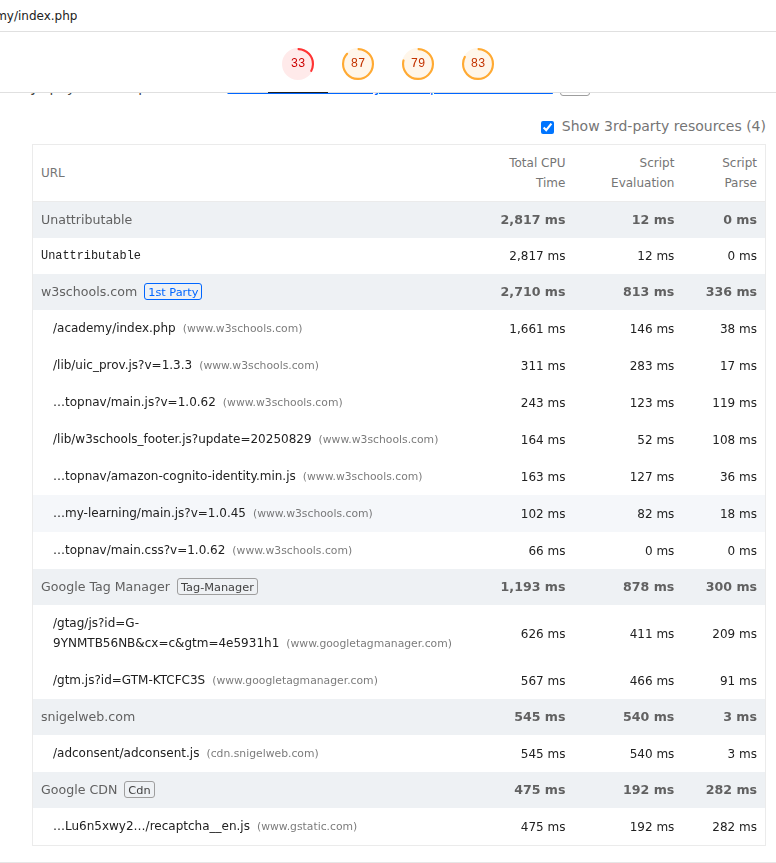 my/index.php
33 87 79 83
Show 3rd-party resources (4)
URL Total CPU Time Script Evaluation Script Parse
Unattributable 2,817 ms 12 ms 0 ms
Unattributable 2,817 ms 12 ms 0 ms
w3schools.com 1st Party 2,710 ms 813 ms 336 ms
/academy/index.php (www.w3schools.com) 1,661 ms 146 ms 38 ms
/lib/uic_prov.js?v=1.3.3 (www.w3schools.com) 311 ms 283 ms 17 ms
…topnav/main.js?v=1.0.62 (www.w3schools.com) 243 ms 123 ms 119 ms
/lib/w3schools_footer.js?update=20250829 (www.w3schools.com) 164 ms 52 ms 108 ms
…topnav/amazon-cognito-identity.min.js (www.w3schools.com) 163 ms 127 ms 36 ms
…my-learning/main.js?v=1.0.45 (www.w3schools.com) 102 ms 82 ms 18 ms
…topnav/main.css?v=1.0.62 (www.w3schools.com) 66 ms 0 ms 0 ms
Google Tag Manager Tag-Manager 1,193 ms 878 ms 300 ms
/gtag/js?id=G-
9YNMTB56NB&cx=c&gtm=4e5931h1 (www.googletagmanager.com) 626 ms 411 ms 209 ms
/gtm.js?id=GTM-KTCFC3S (www.googletagmanager.com) 567 ms 466 ms 91 ms
snigelweb.com 545 ms 540 ms 3 ms
/adconsent/adconsent.js (cdn.snigelweb.com) 545 ms 540 ms 3 ms
Google CDN Cdn 475 ms 192 ms 282 ms
…Lu6n5xwy2…/recaptcha__en.js (www.gstatic.com) 475 ms 192 ms 282 ms